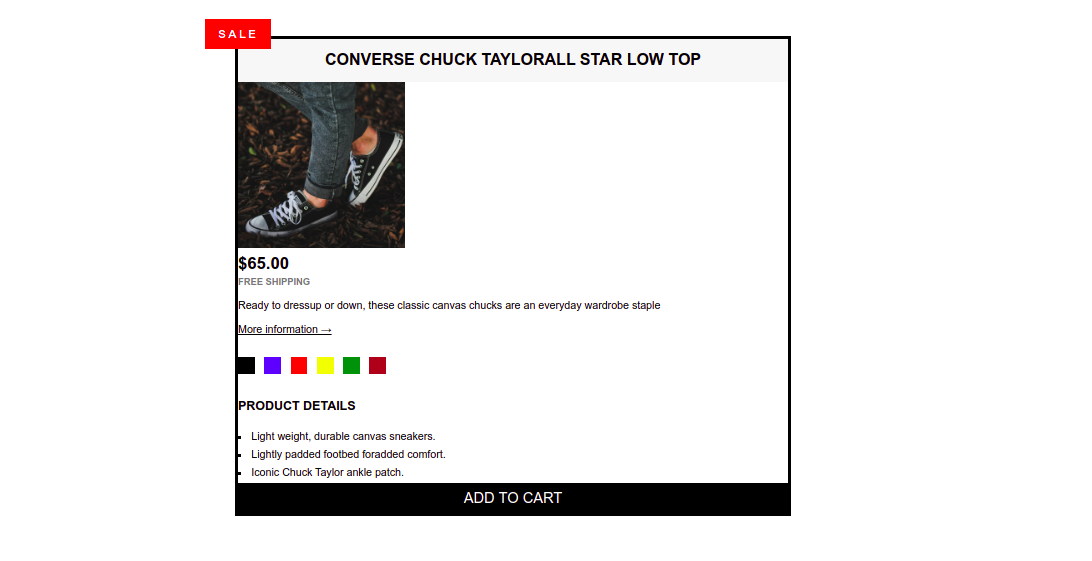 SALE
CONVERSE CHUCK TAYLORALL STAR LOW TOP
$65.00
FREE SHIPPING
Ready to dressup or down, these classic canvas chucks are an everyday wardrobe staple
More information →
PRODUCT DETAILS
Light weight, durable canvas sneakers.
Lightly padded footbed foradded comfort.
Iconic Chuck Taylor ankle patch.
ADD TO CART